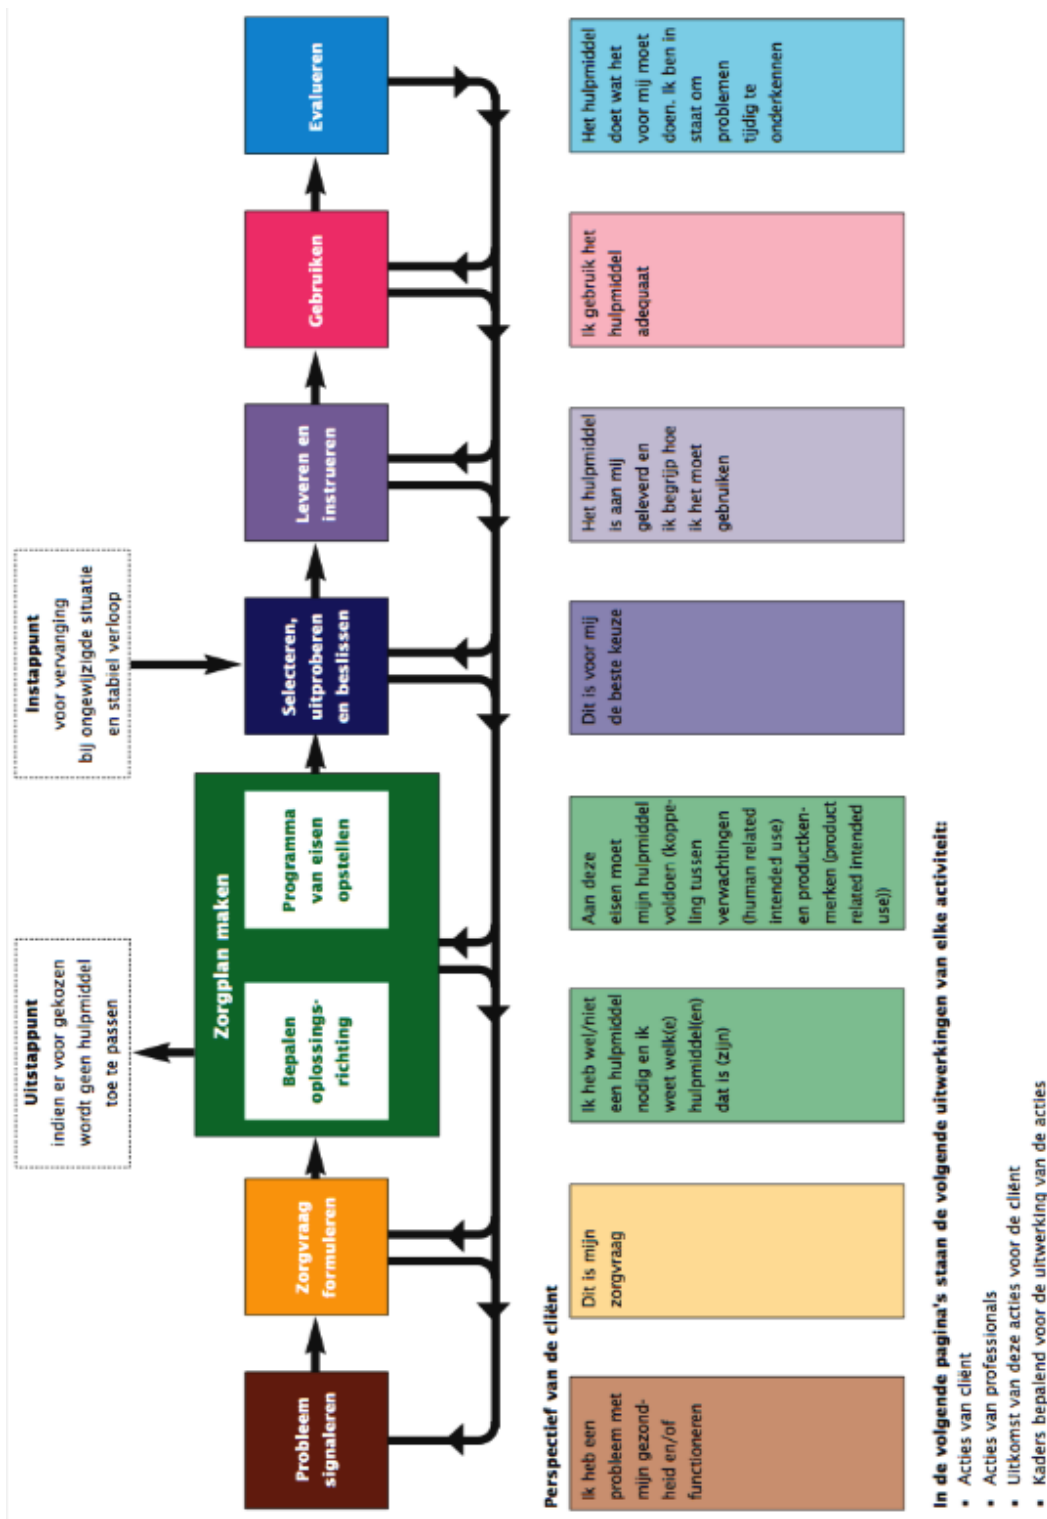 Uitstappunt
indien er voor gekozen
wordt geen hulpmiddel
toe te passen
Instappunt
voor vervanging
bij ongewijzigde situatie
en stabiel verloop
Probleem
signaleren
Zorgvraag
formuleren
Zorgplan maken
Bepalen
oplossings-
richting
Programma
van eisen
opstellen
Selecteren,
uitproberen
en beslissen
Leveren en
instrueren
Gebruiken
Evalueren
Perspectief van de cliënt
Ik heb een
probleem met
mijn gezond-
heid en/of
functioneren
Dit is mijn
zorgvraag
Ik heb wel/niet
een hulpmiddel
nodig en ik
weet welk(e)
hulpmiddel(en)
dat is (zijn)
Aan deze
eisen moet
mijn hulpmiddel
voldoen (koppe-
ling tussen
verwachtingen
(human related
intended use)
en productken-
merken (product
related intended
use))
Dit is voor mij
de beste keuze
Het hulpmiddel
is aan mij
geleverd en
ik begrijp hoe
ik het moet
gebruiken
Ik gebruik het
hulpmiddel
adequaat
Het hulpmiddel
doet wat het
voor mij moet
doen. Ik ben in
staat om
problemen
tijdig te
onderkennen
In de volgende pagina's staan de volgende uitwerkingen van elke activiteit:
• Acties van cliënt
• Acties van professionals
• Uitkomst van deze acties voor de cliënt
• Kaders bepalend voor de uitwerking van de acties